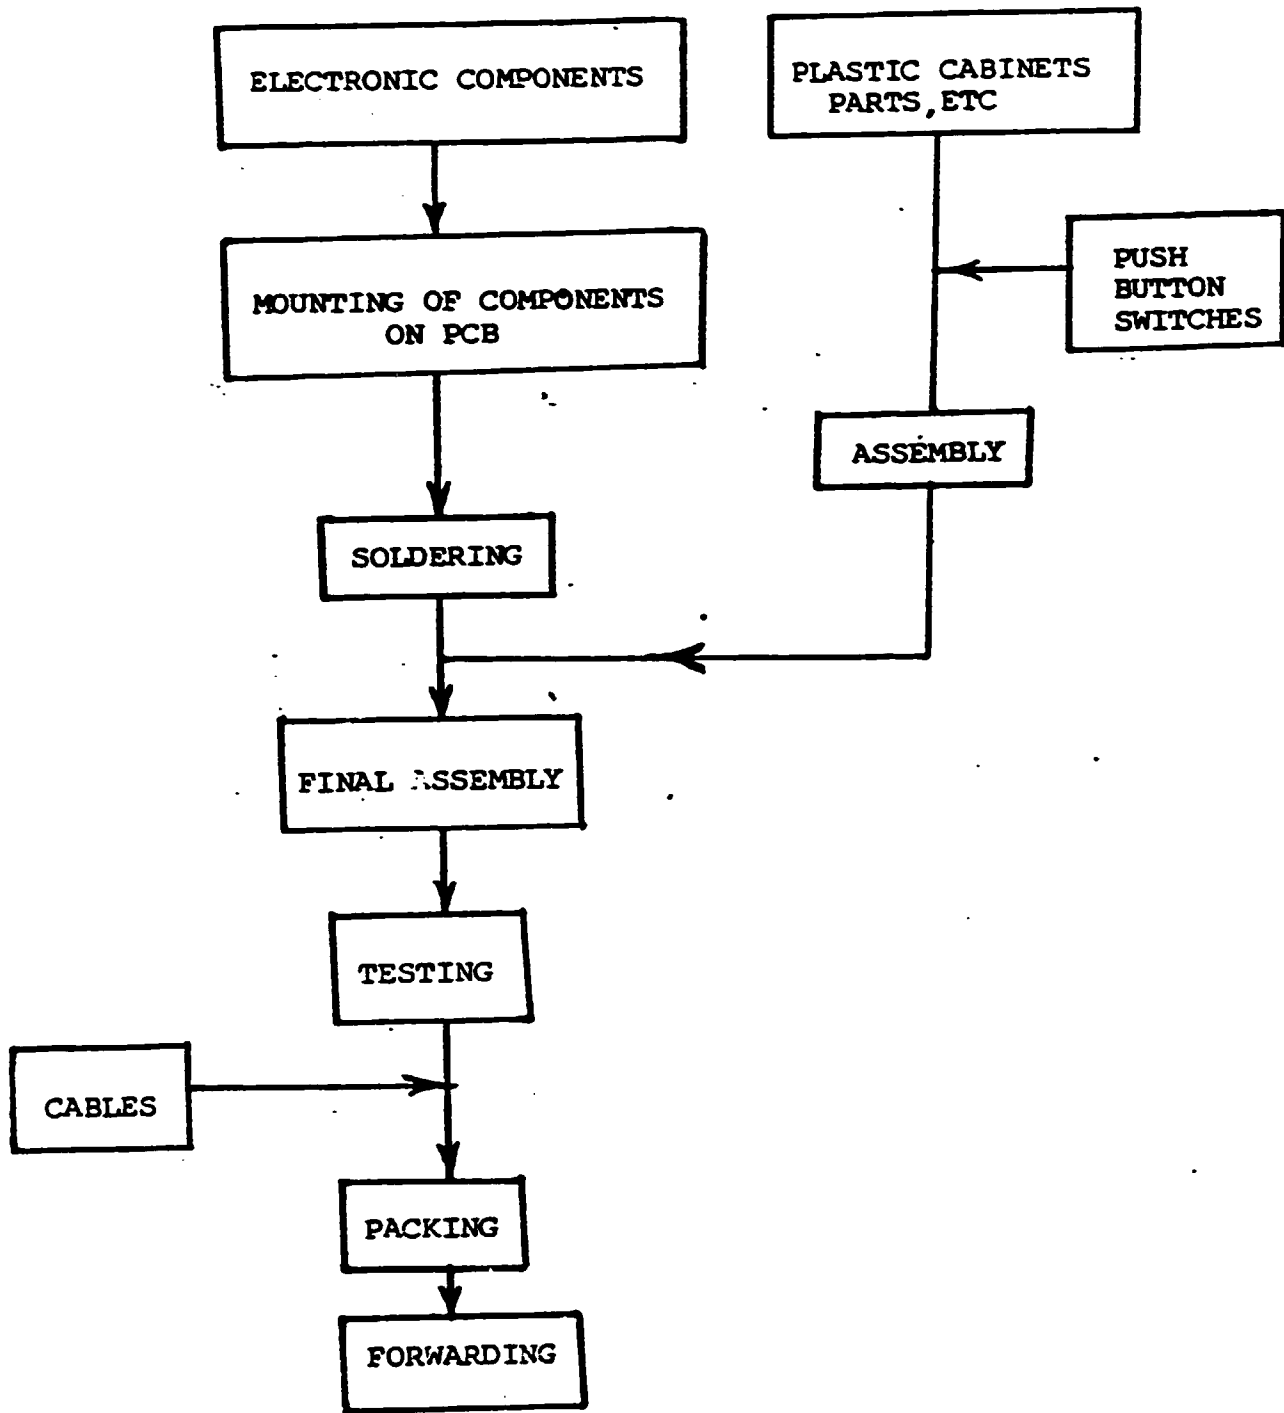 ELECTRONIC COMPONENTS
PLASTIC CABINETS
PARTS, ETC
PUSH
BUTTON
SWITCHES
MOUNTING OF COMPONENTS
ON PCB
ASSEMBLY
SOLDERING
FINAL ASSEMBLY
TESTING
CABLES
PACKING
FORWARDING